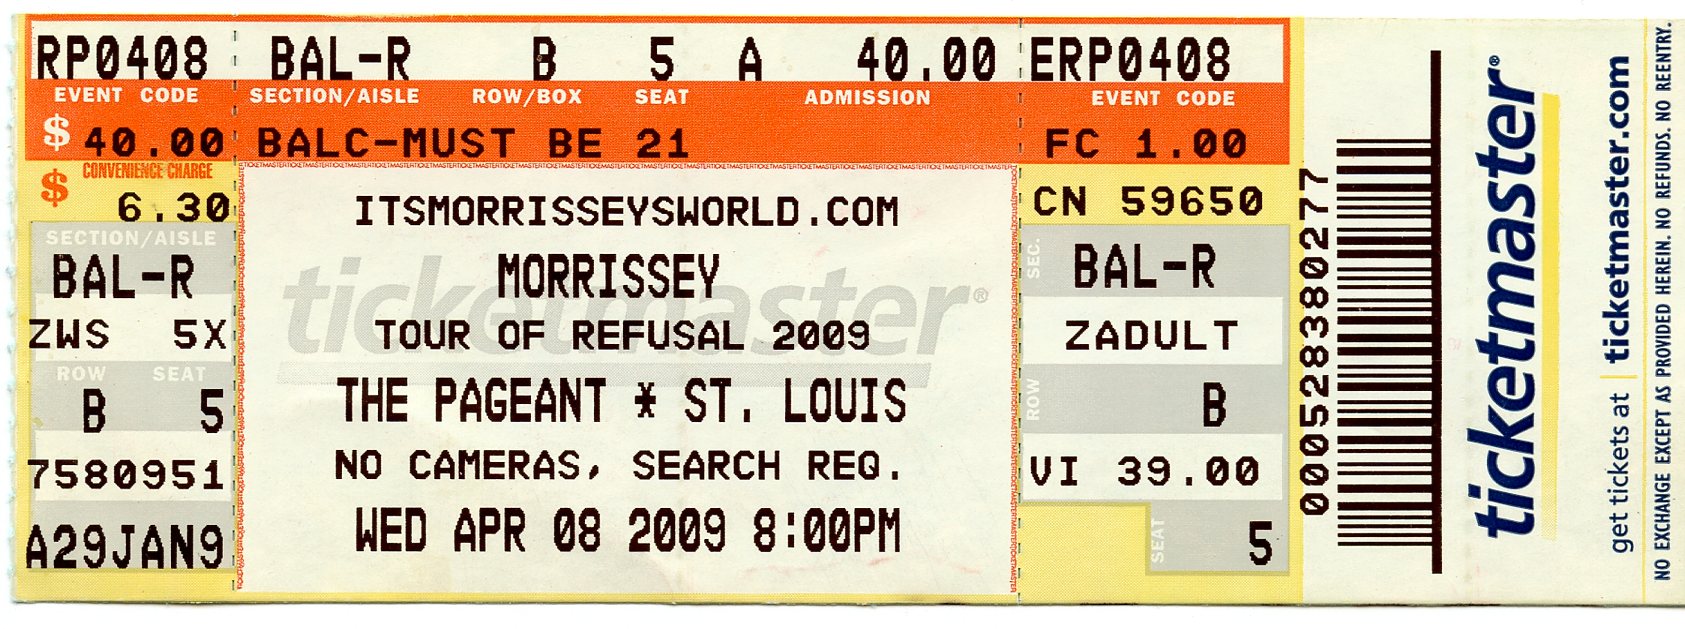 RP0408 BAL-R B 5 A 40.00 ERP0408
EVENT CODE SECTION/AISLE ROW/BOX SEAT ADMISSION EVENT CODE
$ 40.00 BALC-MUST BE 21 FC 1.00
CONVENIENCE CHARGE
$ 6.30
SECTION/AISLE
BAL-R
ZWS 5X
ROW SEAT
B 5
7580951
A29JAN9
ITSMORRISSEYSWORLD.COM
MORRISSEY
TOUR OF REFUSAL 2009
THE PAGEANT * ST. LOUIS
NO CAMERAS, SEARCH REQ.
WED APR 08 2009 8:00PM
ticketmaster®
CN 59650
SEC.
BAL-R
ZADULT
ROW
B
VI 39.00
SEAT
5
0005283380277
ticketmaster®
get tickets at | ticketmaster.com
NO EXCHANGE EXCEPT AS PROVIDED HEREIN. NO REFUNDS. NO REENTRY.